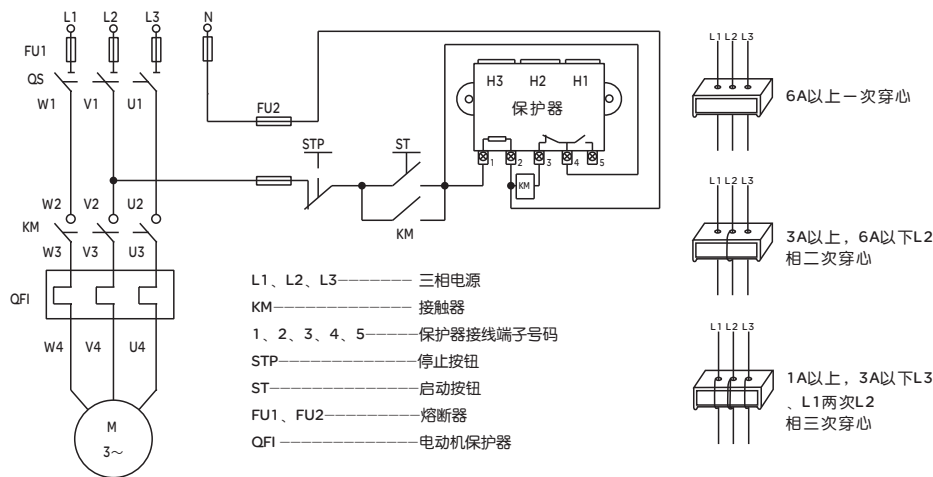 L1 L2 L3 N
FU1
QS
W1 V1 U1
FU2
H3 H2 H1
保护器
STP ST
1 2 3 4 5
KM
KM
W2 V2 U2
KM
W3 V3 U3
QFI
W4 V4 U4
M
3～
L1、L2、L3———— 三相电源
KM———— 接触器
1、2、3、4、5———— 保护器接线端子号码
STP———— 停止按钮
ST———— 启动按钮
FU1、FU2———— 熔断器
QFI ———— 电动机保护器
L1 L2 L3
6A以上一次穿心
L1 L2 L3
3A以上，6A以下L2
相二次穿心
L1 L2 L3
1A以上，3A以下L3
、L1两次L2
相三次穿心